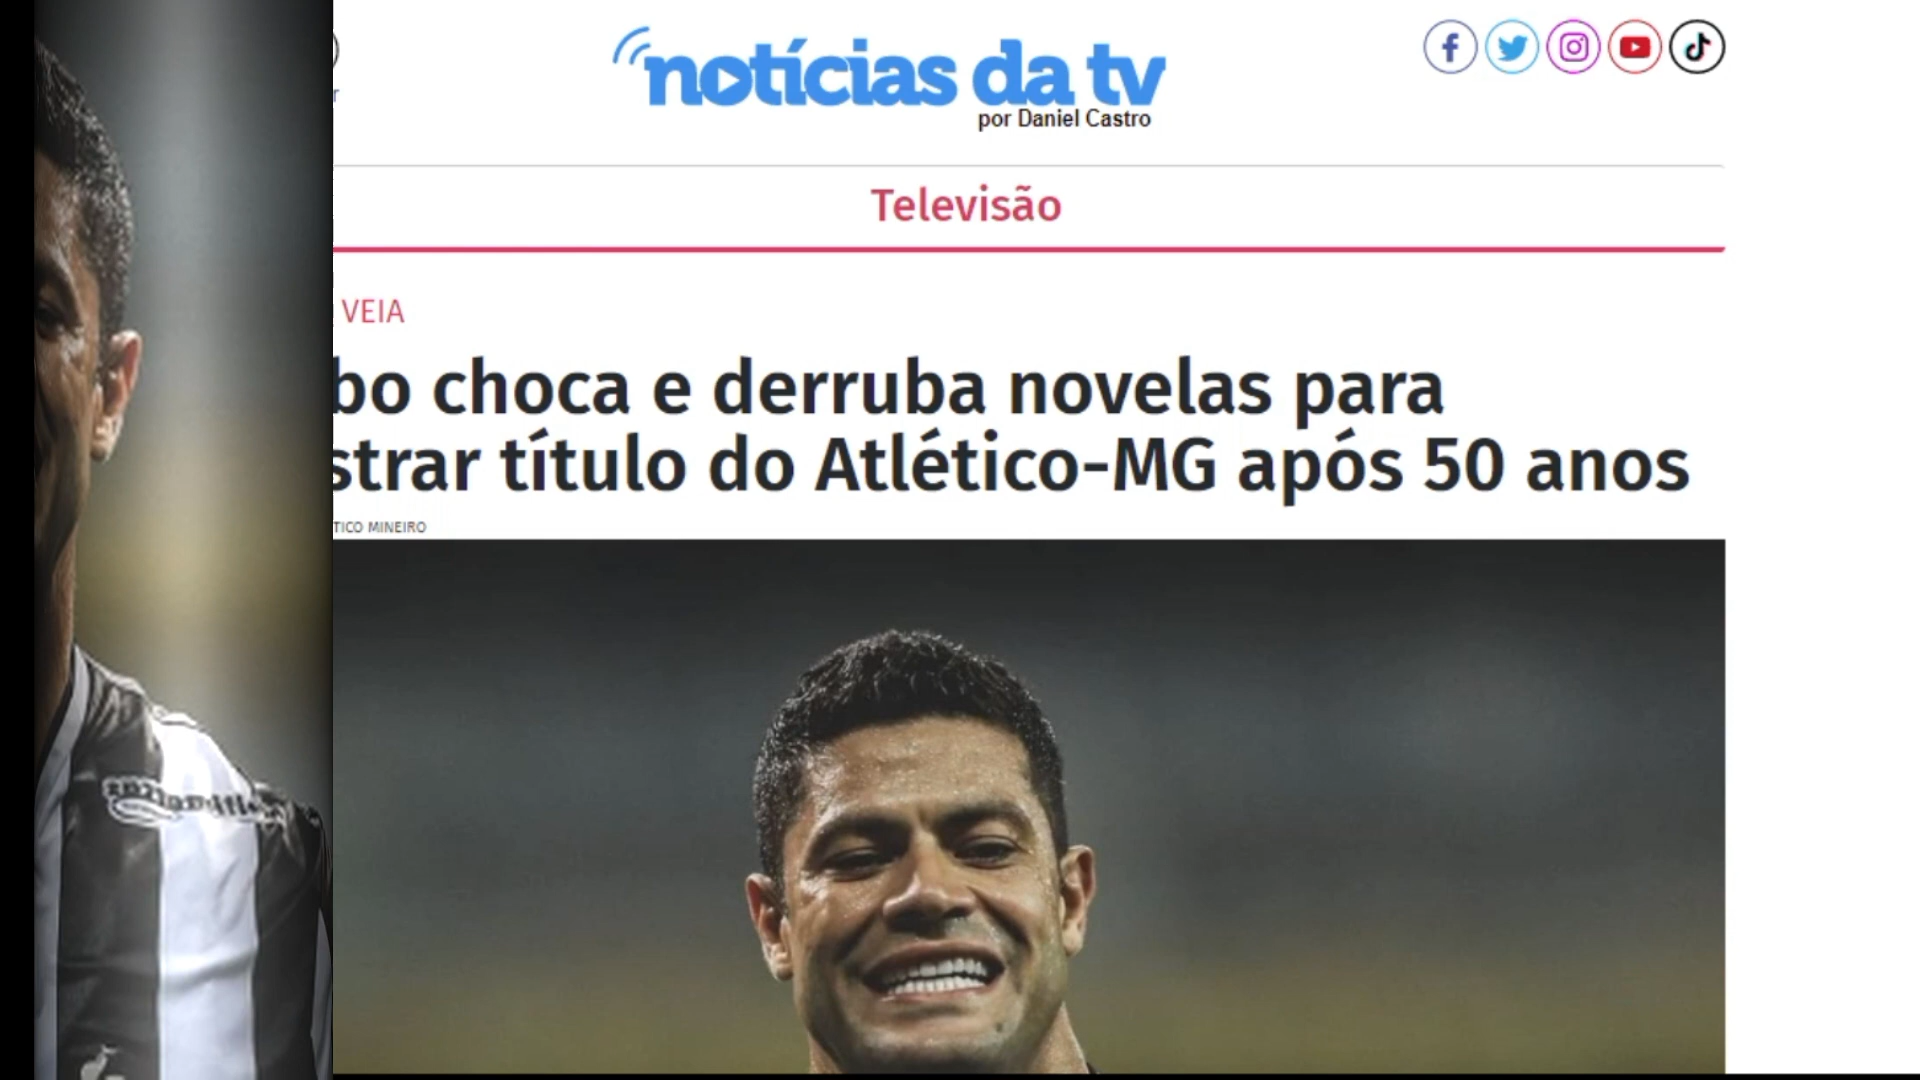 notícias da tv
por Daniel Castro
Televisão
VEIA
bo choca e derruba novelas para
strar título do Atlético-MG após 50 anos
TICO MINEIRO